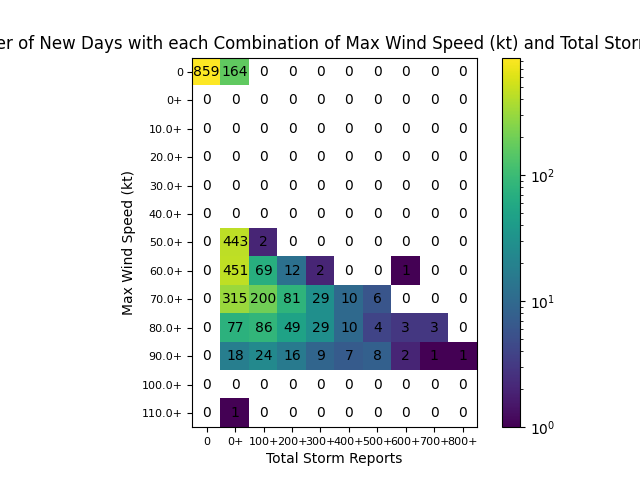 er of New Days with each Combination of Max Wind Speed (kt) and Total Stor
0 859 164 0 0 0 0 0 0 0 0
0+ 0 0 0 0 0 0 0 0 0 0
10.0+ 0 0 0 0 0 0 0 0 0 0
20.0+ 0 0 0 0 0 0 0 0 0 0
30.0+ 0 0 0 0 0 0 0 0 0 0
40.0+ 0 0 0 0 0 0 0 0 0 0
50.0+ 0 443 2 0 0 0 0 0 0 0
60.0+ 0 451 69 12 2 0 0 1 0 0
70.0+ 0 315 200 81 29 10 6 0 0 0
80.0+ 0 77 86 49 29 10 4 3 3 0
90.0+ 0 18 24 16 9 7 8 2 1 1
100.0+ 0 0 0 0 0 0 0 0 0 0
110.0+ 0 1 0 0 0 0 0 0 0 0
0 0+ 100+ 200+ 300+ 400+ 500+ 600+ 700+ 800+
Total Storm Reports
Max Wind Speed (kt)
10²
10¹
10⁰